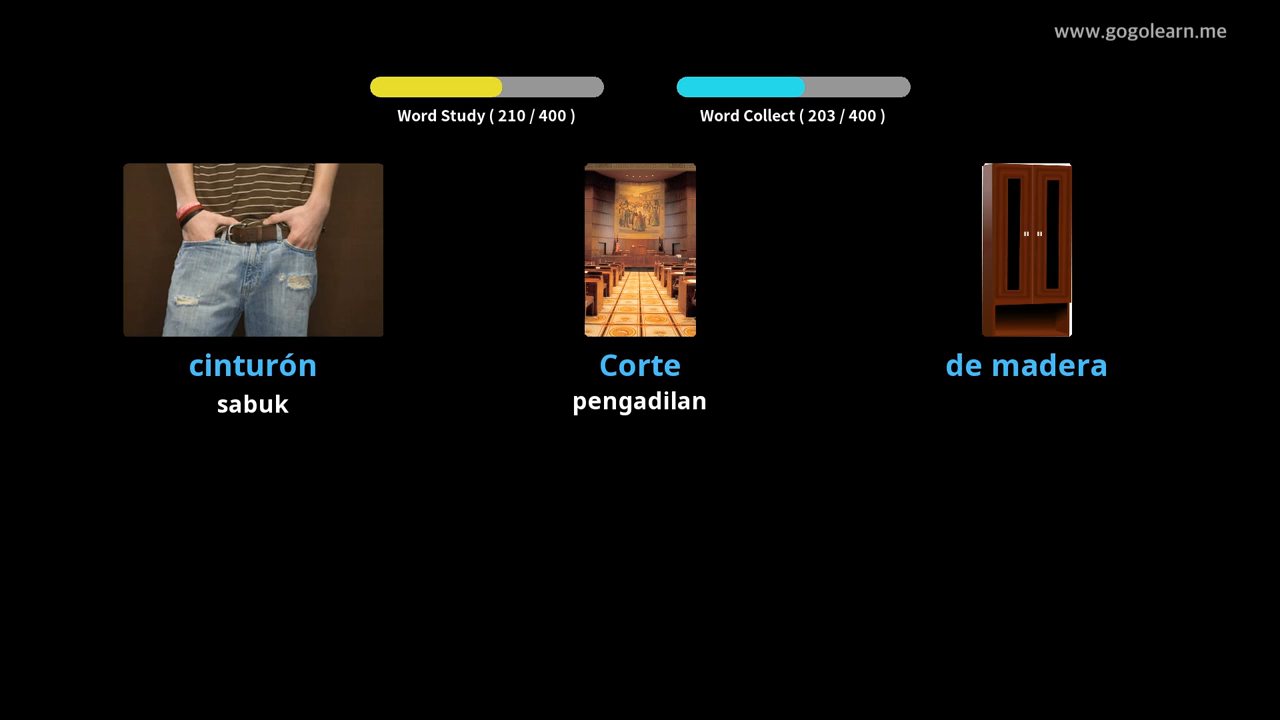 www.gogolearn.me
Word Study ( 210 / 400 )
Word Collect ( 203 / 400 )
cinturón
sabuk
Corte
pengadilan
de madera